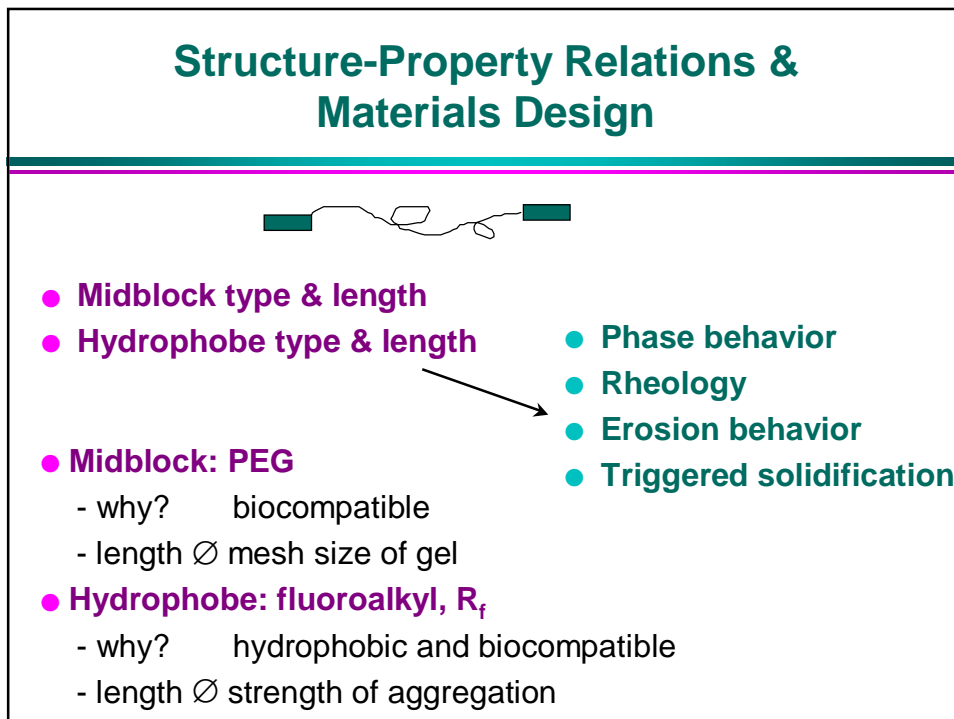 Structure-Property Relations &
Materials Design
● Midblock type & length
● Hydrophobe type & length
● Phase behavior
● Rheology
● Erosion behavior
● Triggered solidification
● Midblock: PEG
- why? biocompatible
- length ∅ mesh size of gel
● Hydrophobe: fluoroalkyl, Rf
- why? hydrophobic and biocompatible
- length ∅ strength of aggregation